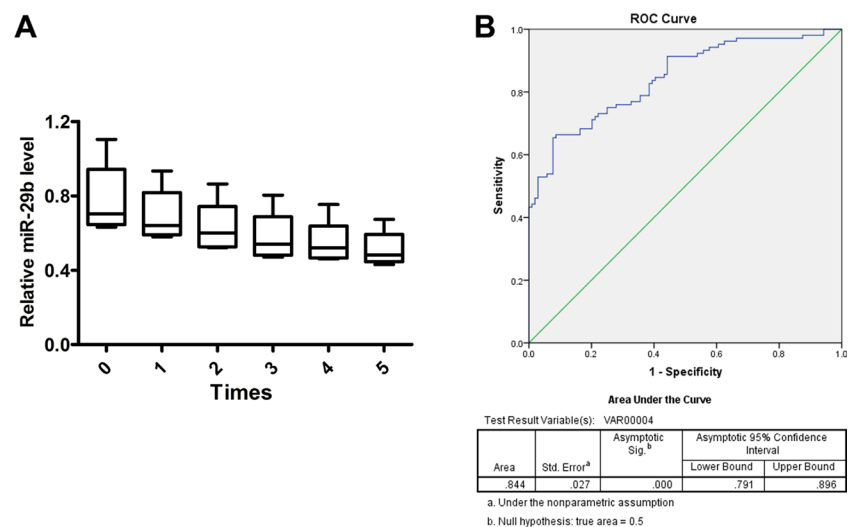 A
1.2
0.8
0.4
0.0
Relative miR-29b level
0 1 2 3 4 5
Times
B
ROC Curve
1.0
0.8
0.6
0.4
0.2
0.0
Sensitivity
0.0 0.2 0.4 0.6 0.8 1.0
1 - Specificity
Area Under the Curve
Test Result Variable(s): VAR00004
Area Std. Errorᵃ Asymptotic Sig.ᵇ Asymptotic 95% Confidence Interval
Lower Bound Upper Bound
.844 .027 .000 .791 .896
a. Under the nonparametric assumption
b. Null hypothesis: true area = 0.5